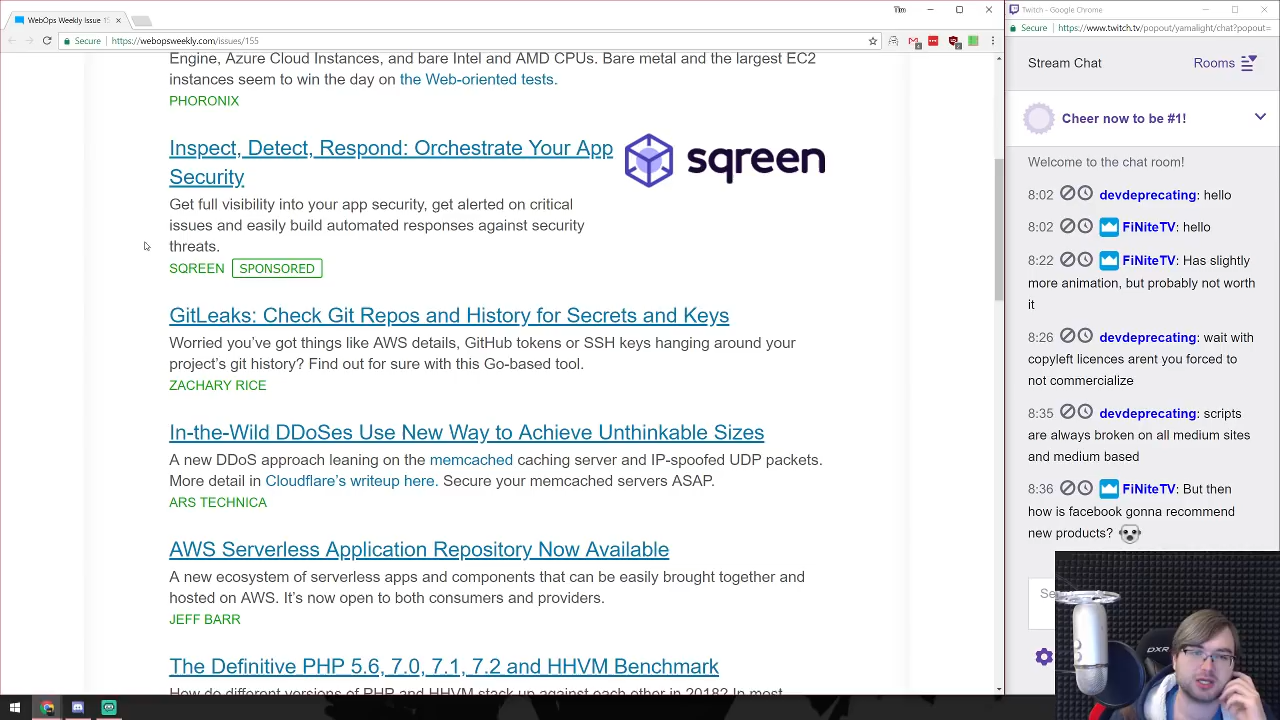 WebOps Weekly Issue 15
Tim
Secure
https://webopsweekly.com/issues/155
Engine, Azure Cloud Instances, and bare Intel and AMD CPUs. Bare metal and the largest EC2
instances seem to win the day on the Web-oriented tests.
PHORONIX
Inspect, Detect, Respond: Orchestrate Your App
Security
sqreen
Get full visibility into your app security, get alerted on critical
issues and easily build automated responses against security
threats.
SQREEN SPONSORED
GitLeaks: Check Git Repos and History for Secrets and Keys
Worried you've got things like AWS details, GitHub tokens or SSH keys hanging around your
project's git history? Find out for sure with this Go-based tool.
ZACHARY RICE
In-the-Wild DDoSes Use New Way to Achieve Unthinkable Sizes
A new DDoS approach leaning on the memcached caching server and IP-spoofed UDP packets.
More detail in Cloudflare's writeup here. Secure your memcached servers ASAP.
ARS TECHNICA
AWS Serverless Application Repository Now Available
A new ecosystem of serverless apps and components that can be easily brought together and
hosted on AWS. It's now open to both consumers and providers.
JEFF BARR
The Definitive PHP 5.6, 7.0, 7.1, 7.2 and HHVM Benchmark
How do different versions of PHP and HHVM stack up against each other in 2018? In most
Twitch - Google Chrome
Secure
https://www.twitch.tv/popout/yamalight/chat?popout=
Stream Chat
Rooms
Cheer now to be #1!
Welcome to the chat room!
8:02 devdeprecating: hello
8:02 FiNiteTV: hello
8:22 FiNiteTV: Has slightly
more animation, but probably not worth
it
8:26 devdeprecating: wait with
copyleft licences arent you forced to
not commercialize
8:35 devdeprecating: scripts
are always broken on all medium sites
and medium based
8:36 FiNiteTV: But then
how is facebook gonna recommend
new products?
DXR